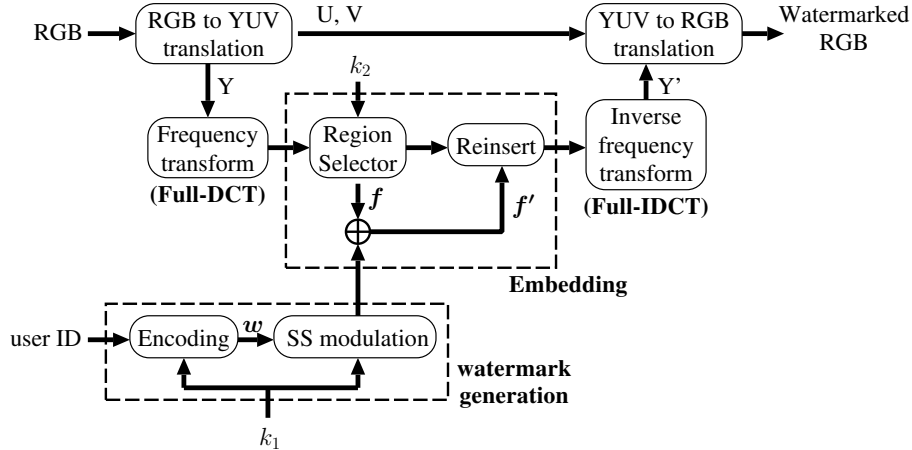 RGB
RGB to YUV
translation
U, V
YUV to RGB
translation
Watermarked
RGB
Y
k2
Y'
Frequency
transform
(Full-DCT)
Region
Selector
Reinsert
Inverse
frequency
transform
(Full-IDCT)
f
f'
Embedding
user ID
Encoding
w
SS modulation
watermark
generation
k1